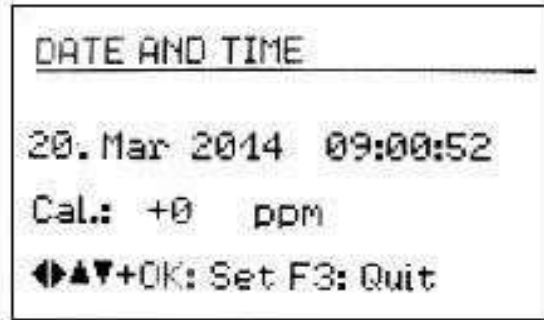 DATE AND TIME
20. Mar 2014 09:00:52
Cal.: +0 ppm
◀▶▲▼+OK: Set F3: Quit